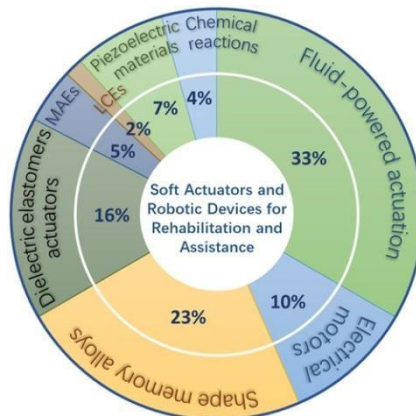 Soft Actuators and
Robotic Devices for
Rehabilitation and
Assistance
Fluid-powered actuation
33%
Electrical
motors
10%
Shape memory alloys
23%
Dielectric elastomers
actuators
16%
MAEs
5%
LCEs
2%
Piezoelectric
materials
7%
Chemical
reactions
4%